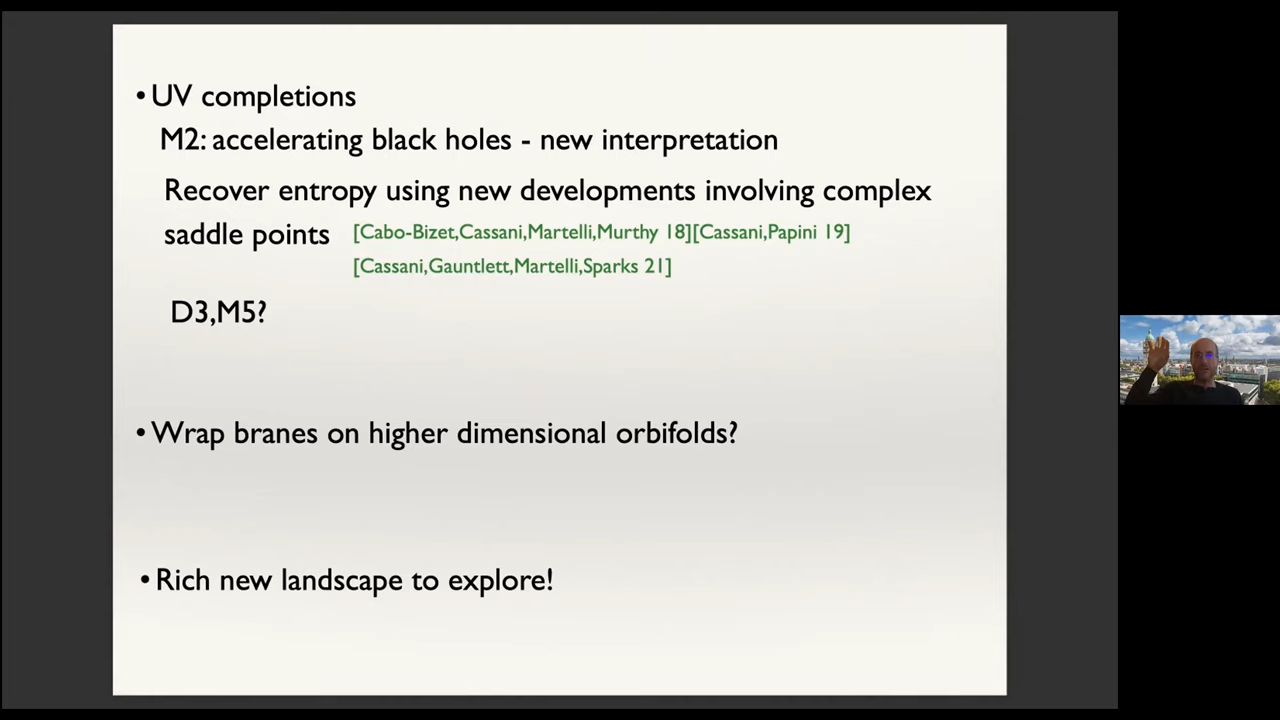 •UV completions
M2: accelerating black holes - new interpretation
Recover entropy using new developments involving complex
saddle points [Cabo-Bizet,Cassani,Martelli,Murthy 18][Cassani,Papini 19]
[Cassani,Gauntlett,Martelli,Sparks 21]
D3,M5?
•Wrap branes on higher dimensional orbifolds?
•Rich new landscape to explore!